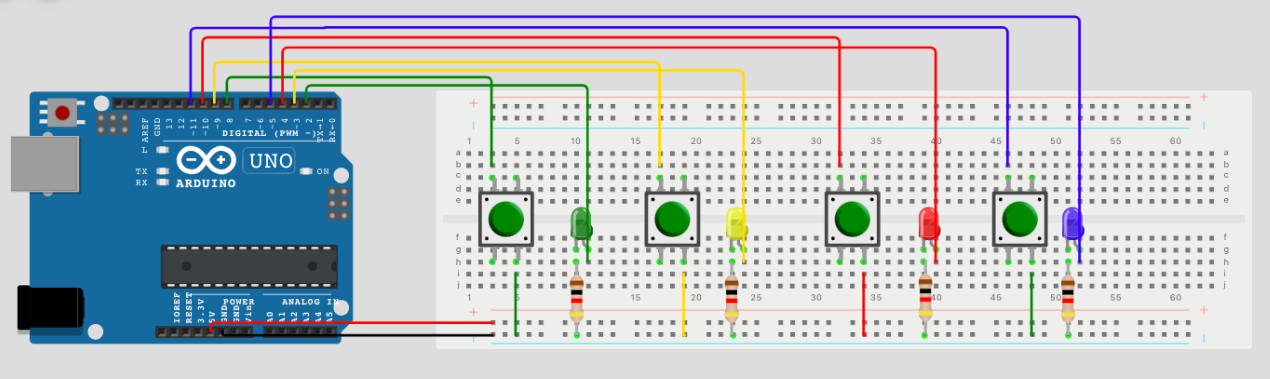 AREF
GND
13
12
~11
~10
~9
8
7
~6
~5
4
~3
2
TX→1
RX←0
DIGITAL (PWM ~)
L
TX
RX
UNO
ARDUINO
ON
IOREF
RESET
3.3V
5V
GND
GND
Vin
POWER
ANALOG IN
A0
A1
A2
A3
A4
A5
+ +
1 5 10 15 20 25 30 35 40 45 50 55 60
a a
b b
c c
d d
e e
f f
g g
h h
i i
j j
1 5 10 15 20 25 30 35 40 45 50 55 60
+ +